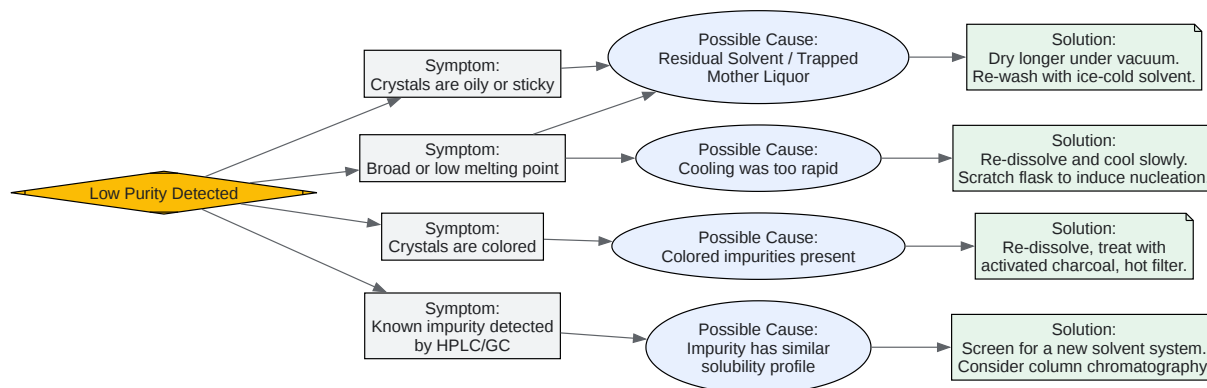 Low Purity Detected
Symptom:
Crystals are oily or sticky
Symptom:
Broad or low melting point
Symptom:
Crystals are colored
Symptom:
Known impurity detected
by HPLC/GC
Possible Cause:
Residual Solvent / Trapped
Mother Liquor
Possible Cause:
Cooling was too rapid
Possible Cause:
Colored impurities present
Possible Cause:
Impurity has similar
solubility profile
Solution:
Dry longer under vacuum.
Re-wash with ice-cold solvent.
Solution:
Re-dissolve and cool slowly.
Scratch flask to induce nucleation.
Solution:
Re-dissolve, treat with
activated charcoal, hot filter.
Solution:
Screen for a new solvent system.
Consider column chromatography